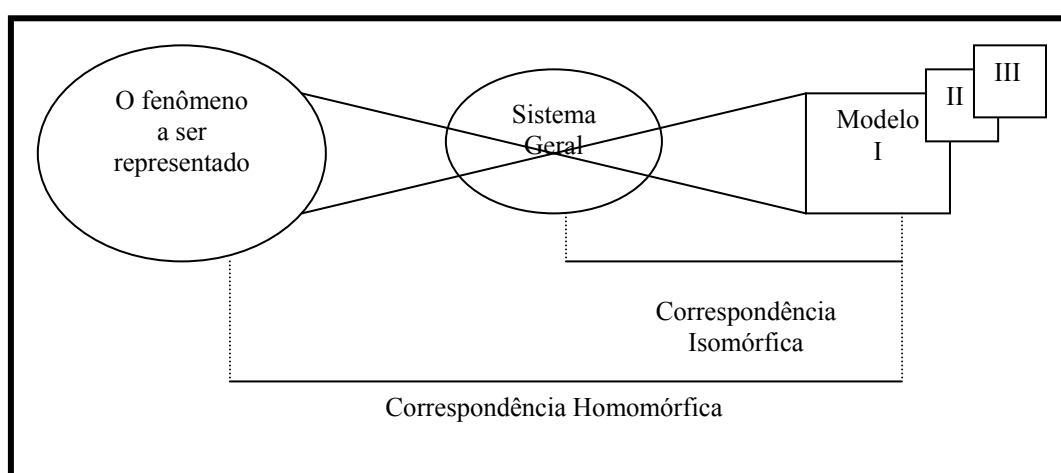 O fenômeno
a ser
representado
Sistema
Geral
Modelo
I
II
III
Correspondência
Isomórfica
Correspondência Homomórfica